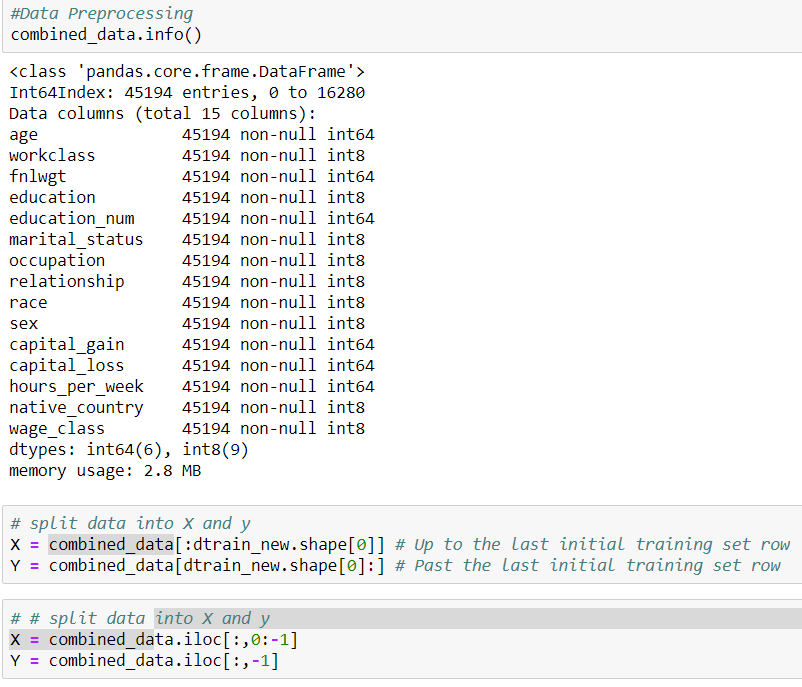 #Data Preprocessing
combined_data.info()
<class 'pandas.core.frame.DataFrame'>
Int64Index: 45194 entries, 0 to 16280
Data columns (total 15 columns):
age               45194 non-null int64
workclass         45194 non-null int8
fnlwgt            45194 non-null int64
education         45194 non-null int8
education_num     45194 non-null int64
marital_status    45194 non-null int8
occupation        45194 non-null int8
relationship      45194 non-null int8
race              45194 non-null int8
sex               45194 non-null int8
capital_gain      45194 non-null int64
capital_loss      45194 non-null int64
hours_per_week    45194 non-null int64
native_country    45194 non-null int8
wage_class        45194 non-null int8
dtypes: int64(6), int8(9)
memory usage: 2.8 MB
# split data into X and y
X = combined_data[:dtrain_new.shape[0]] # Up to the last initial training set row
Y = combined_data[dtrain_new.shape[0]:] # Past the last initial training set row
# # split data into X and y
X = combined_data.iloc[:,0:-1]
Y = combined_data.iloc[:,-1]